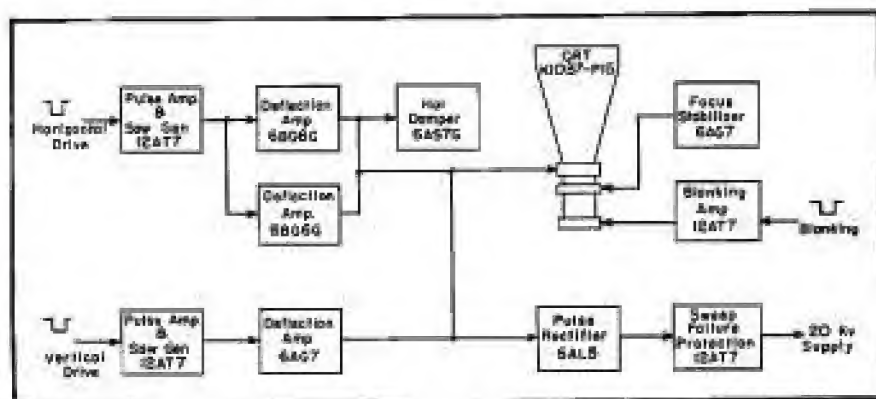 Horizontal
Drive
Pulse Amp
&
Saw Gen
12AT7
Deflection
Amp
6BG6G
Hor
Damper
6AS7G
Deflection
Amp.
6BG6G
CRT
Focus
Stabilizer
6AG7
Blanking
Amp
12AT7
Blanking
Vertical
Drive
Pulse Amp
&
Saw Gen
12AT7
Deflection
Amp
6AG7
Pulse
Rectifier
6AL5
Sweep
Failure
Protection
12AT7
20 Kv
Supply